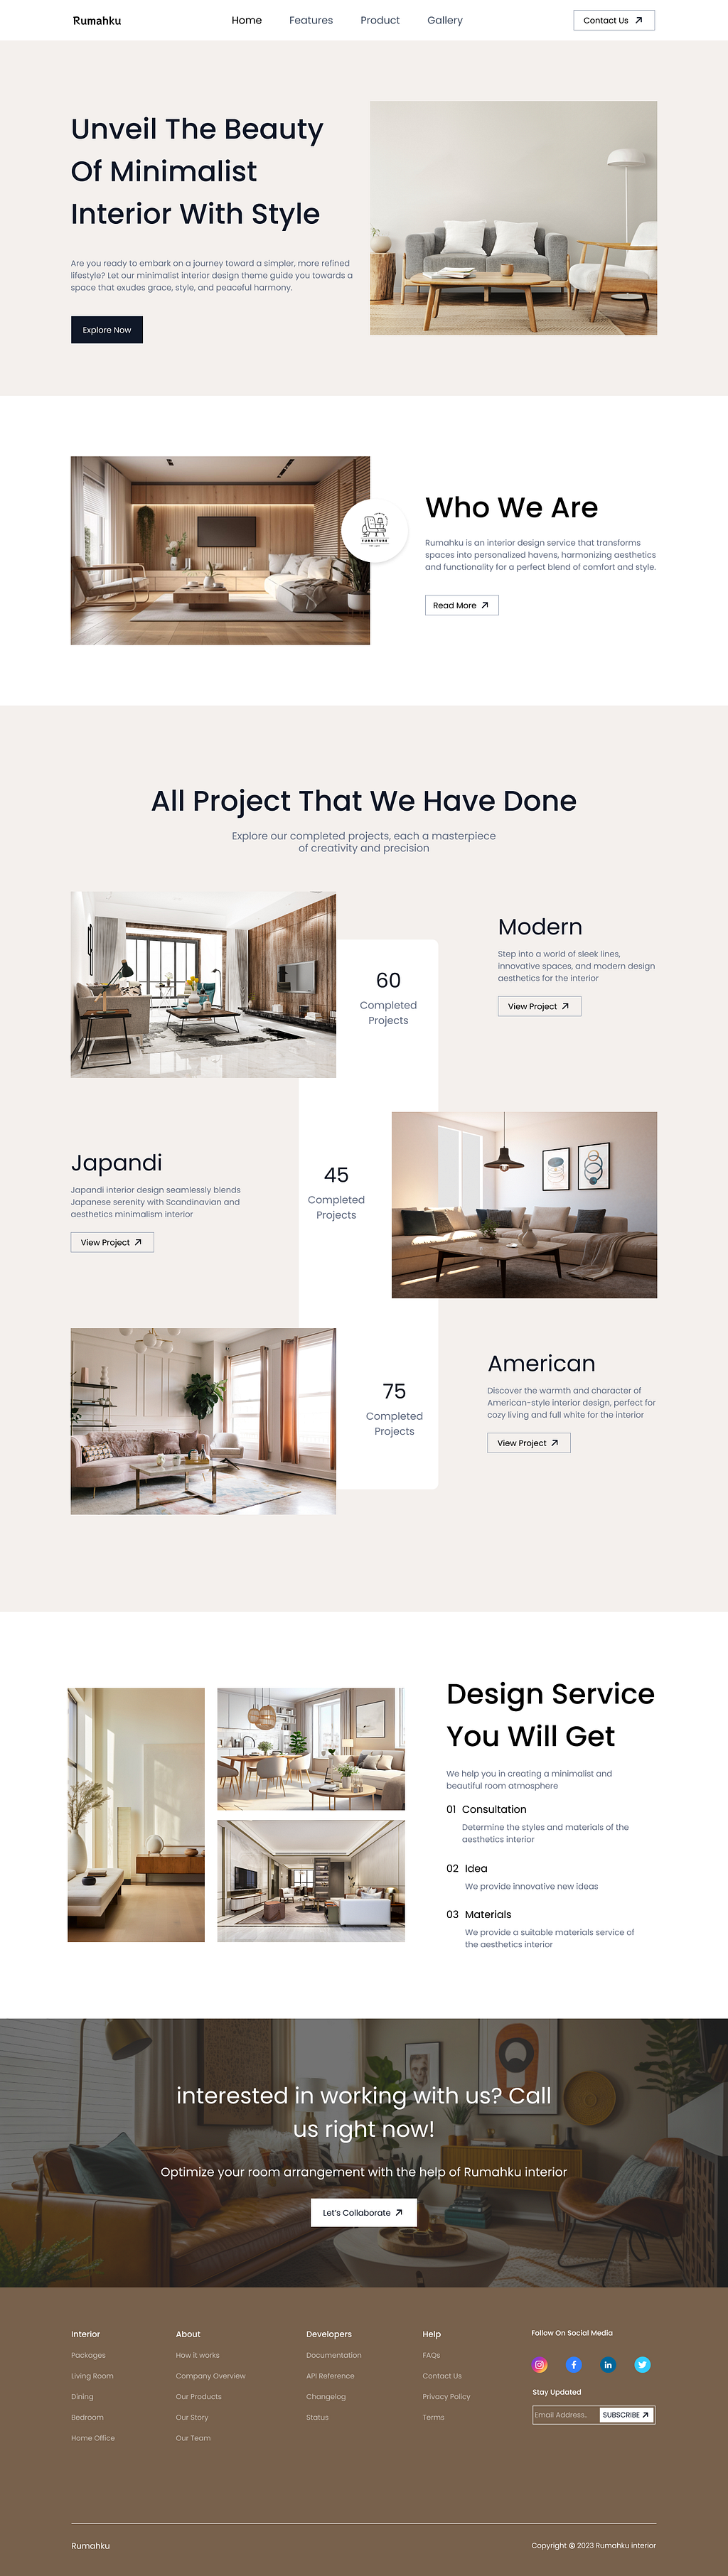 Rumahku
Home
Features
Product
Gallery
Contact Us
Unveil The Beauty
Of Minimalist
Interior With Style
Are you ready to embark on a journey toward a simpler, more refined
lifestyle? Let our minimalist interior design theme guide you towards a
space that exudes grace, style, and peaceful harmony.
Explore Now
FURNITURE
Who We Are
Rumahku is an interior design service that transforms
spaces into personalized havens, harmonizing aesthetics
and functionality for a perfect blend of comfort and style.
Read More
All Project That We Have Done
Explore our completed projects, each a masterpiece
of creativity and precision
60
Completed
Projects
Modern
Step into a world of sleek lines,
innovative spaces, and modern design
aesthetics for the interior
View Project
Japandi
Japandi interior design seamlessly blends
Japanese serenity with Scandinavian and
aesthetics minimalism interior
View Project
45
Completed
Projects
75
Completed
Projects
American
Discover the warmth and character of
American-style interior design, perfect for
cozy living and full white for the interior
View Project
Design Service
You Will Get
We help you in creating a minimalist and
beautiful room atmosphere
01 Consultation
Determine the styles and materials of the
aesthetics interior
02 Idea
We provide innovative new ideas
03 Materials
We provide a suitable materials service of
the aesthetics interior
interested in working with us? Call
us right now!
Optimize your room arrangement with the help of Rumahku interior
Let's Collaborate
Interior
Packages
Living Room
Dining
Bedroom
Home Office
About
How it works
Company Overview
Our Products
Our Story
Our Team
Developers
Documentation
API Reference
Changelog
Status
Help
FAQs
Contact Us
Privacy Policy
Terms
Follow On Social Media
Stay Updated
Email Address..
SUBSCRIBE
Rumahku
Copyright © 2023 Rumahku interior